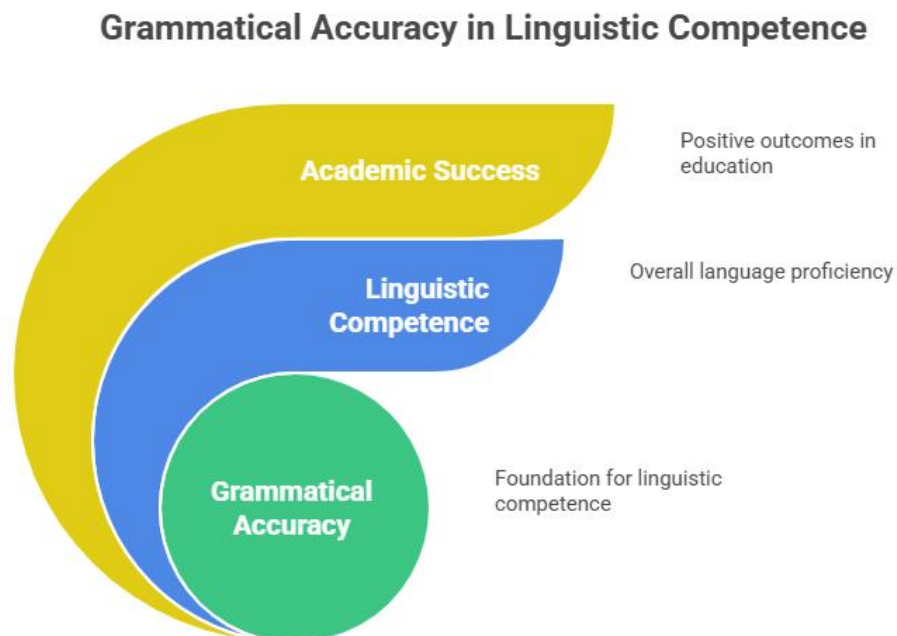 Grammatical Accuracy in Linguistic Competence
Academic Success
Positive outcomes in
education
Linguistic
Competence
Overall language proficiency
Grammatical
Accuracy
Foundation for linguistic
competence